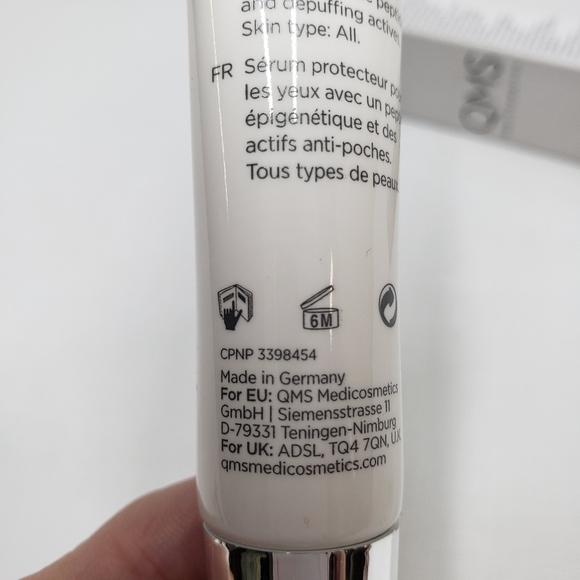 and depuffing actives
Skin type: All.
FR Sérum protecteur
les yeux avec un
épigénétique et des
actifs anti-poches.
Tous types de peaux
6M
CPNP 3398454
Made in Germany
For EU: QMS Medicosmetics
GmbH | Siemensstrasse 11
D-79331 Teningen-Nimburg
For UK: ADSL, TQ4 7QN, U.K.
qmsmedicosmetics.com
QMS